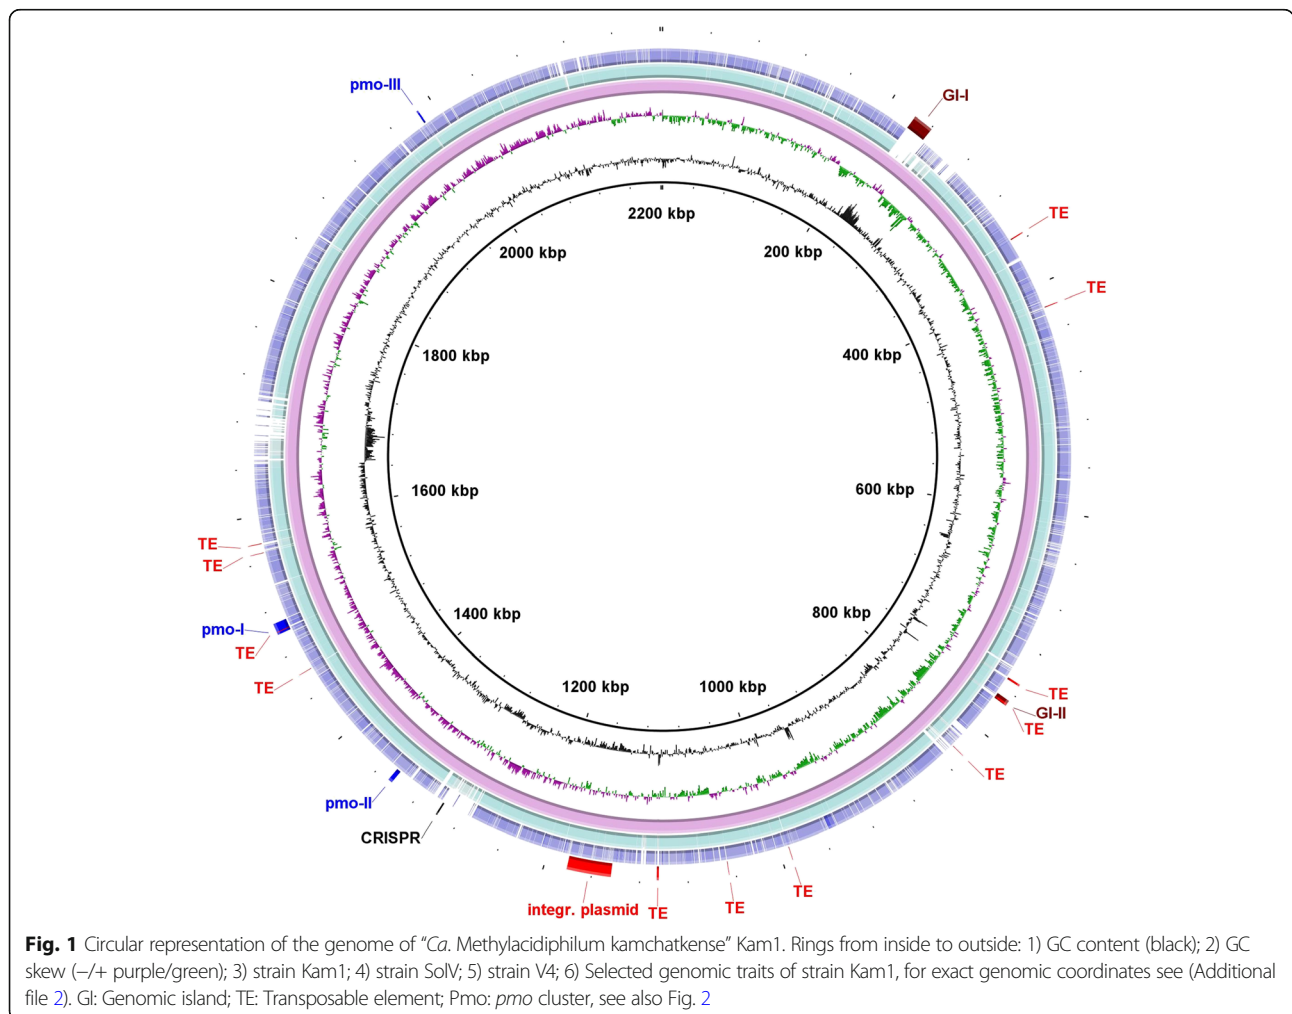 pmo-III
GI-I
2200 kbp
2000 kbp
200 kbp
TE
TE
1800 kbp
400 kbp
1600 kbp
600 kbp
TE
TE
1400 kbp
800 kbp
pmo-I
TE
TE
1200 kbp
1000 kbp
TE
GI-II
TE
TE
pmo-II
CRISPR
TE
integr. plasmid
TE
TE
Fig. 1 Circular representation of the genome of “Ca. Methylacidiphilum kamchatkense” Kam1. Rings from inside to outside: 1) GC content (black); 2) GC
skew (−/+ purple/green); 3) strain Kam1; 4) strain SolV; 5) strain V4; 6) Selected genomic traits of strain Kam1, for exact genomic coordinates see (Additional
file 2). GI: Genomic island; TE: Transposable element; Pmo: pmo cluster, see also Fig. 2